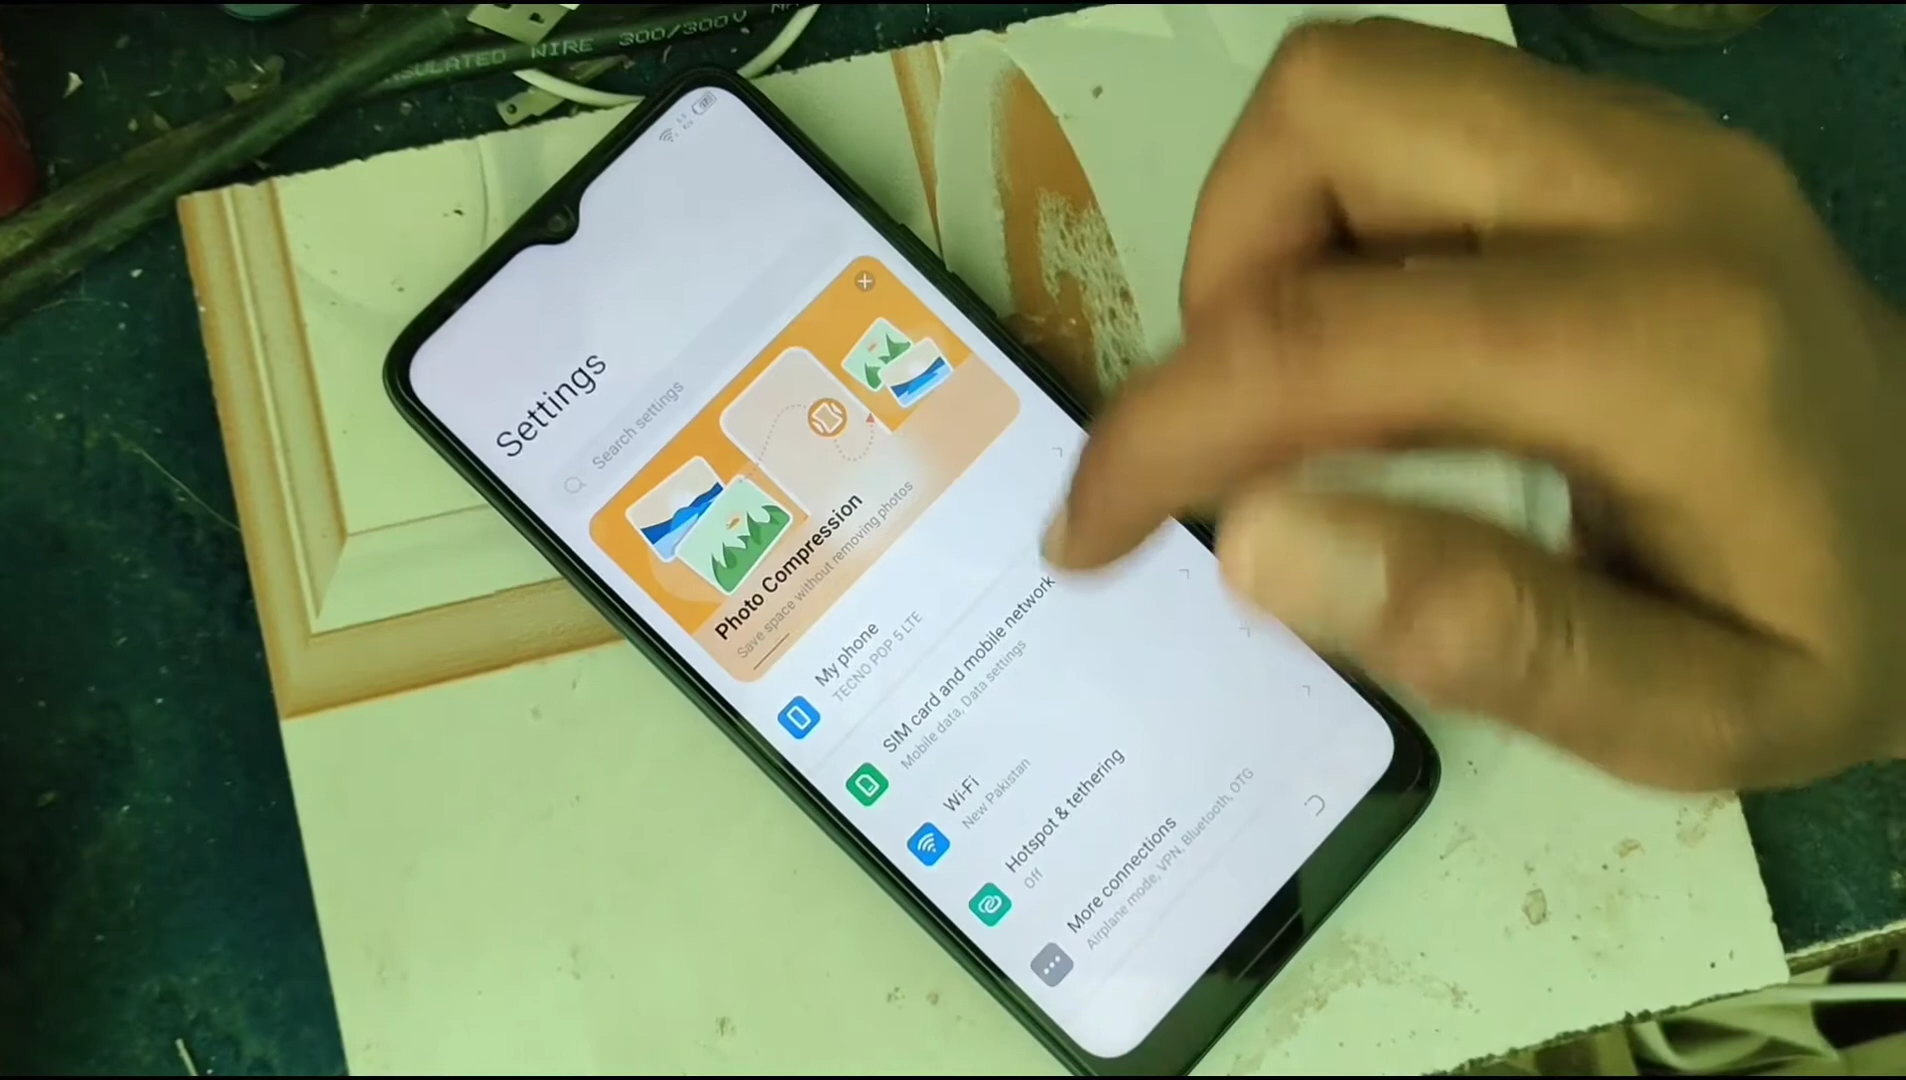 INSULATED WIRE 300/300V
Settings
Search settings
Photo Compression
Save space without removing photos
My phone
TECNO POP 5 LTE
SIM card and mobile network
Mobile data, Data settings
Wi-Fi
New Pakistan
Hotspot & tethering
Off
More connections
Airplane mode, VPN, Bluetooth, OTG